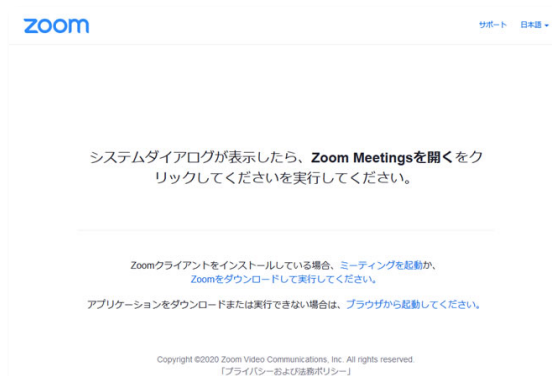 zoom
サポート 日本語
システムダイアログが表示したら、Zoom Meetingsを開くをク
リックしてくださいを実行してください。
Zoomクライアントをインストールしている場合、ミーティングを起動か、
Zoomをダウンロードして実行してください。
アプリケーションをダウンロードまたは実行できない場合は、ブラウザから起動してください。
Copyright ©2020 Zoom Video Communications, Inc. All rights reserved.
「プライバシーおよび法務ポリシー」